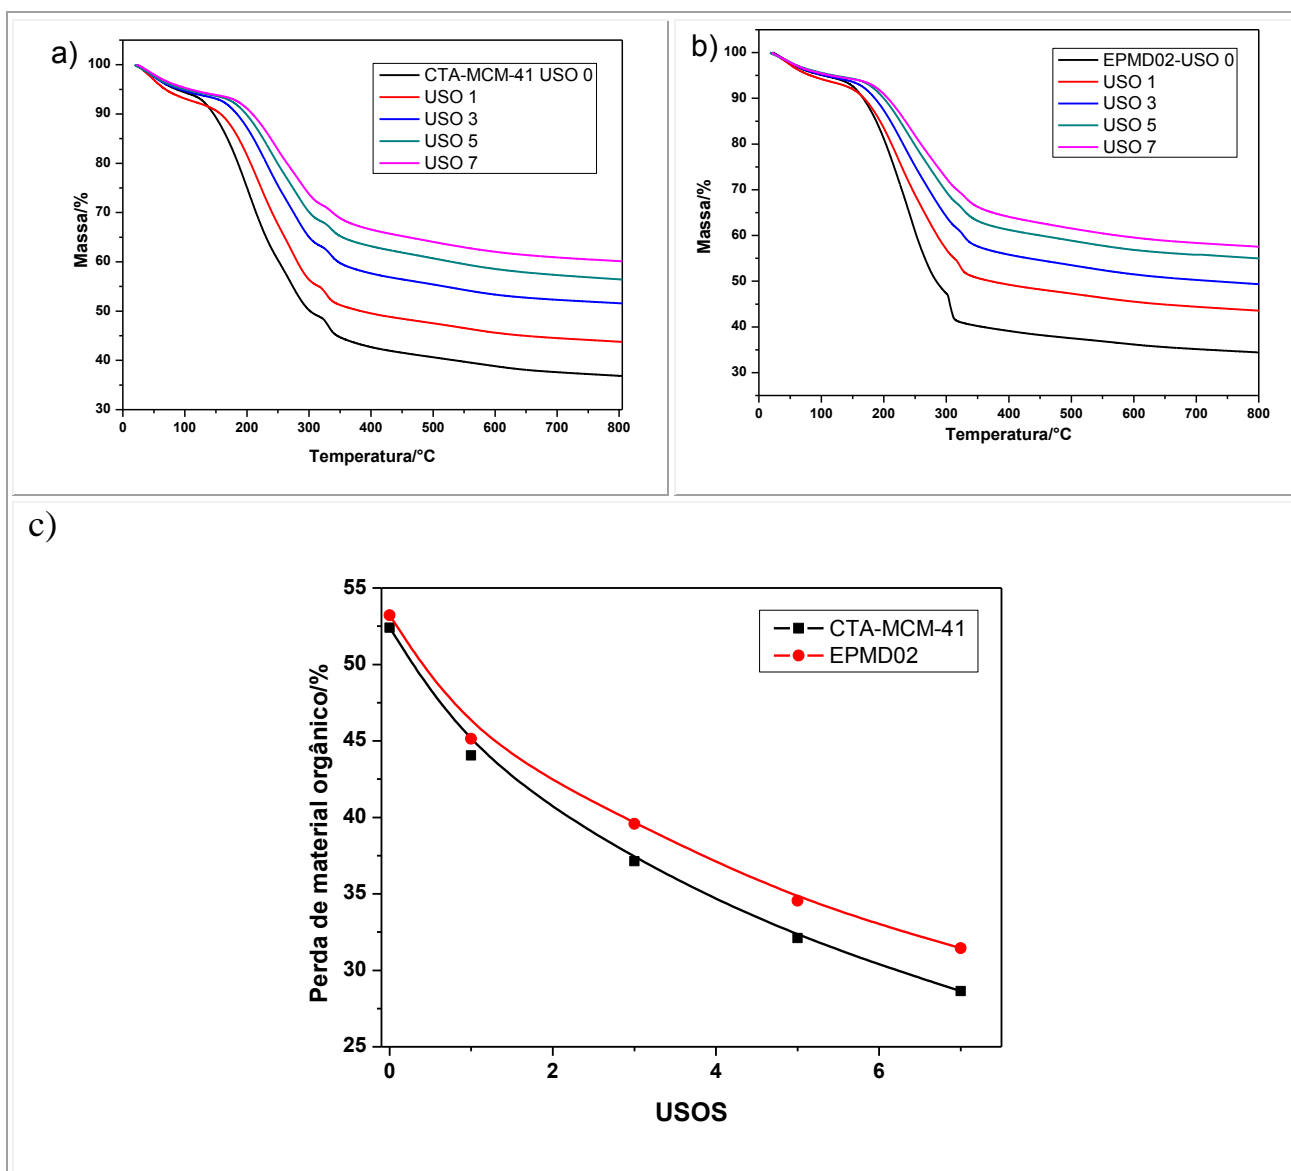 a)
CTA-MCM-41 USO 0
USO 1
USO 3
USO 5
USO 7
Massa/%
100
90
80
70
60
50
40
30
0 100 200 300 400 500 600 700 800
Temperatura/°C
b)
EPMD02-USO 0
USO 1
USO 3
USO 5
USO 7
Massa/%
100
90
80
70
60
50
40
30
0 100 200 300 400 500 600 700 800
Temperatura/°C
c)
CTA-MCM-41
EPMD02
Perda de material orgânico/%
55
50
45
40
35
30
25
0 2 4 6
USOS